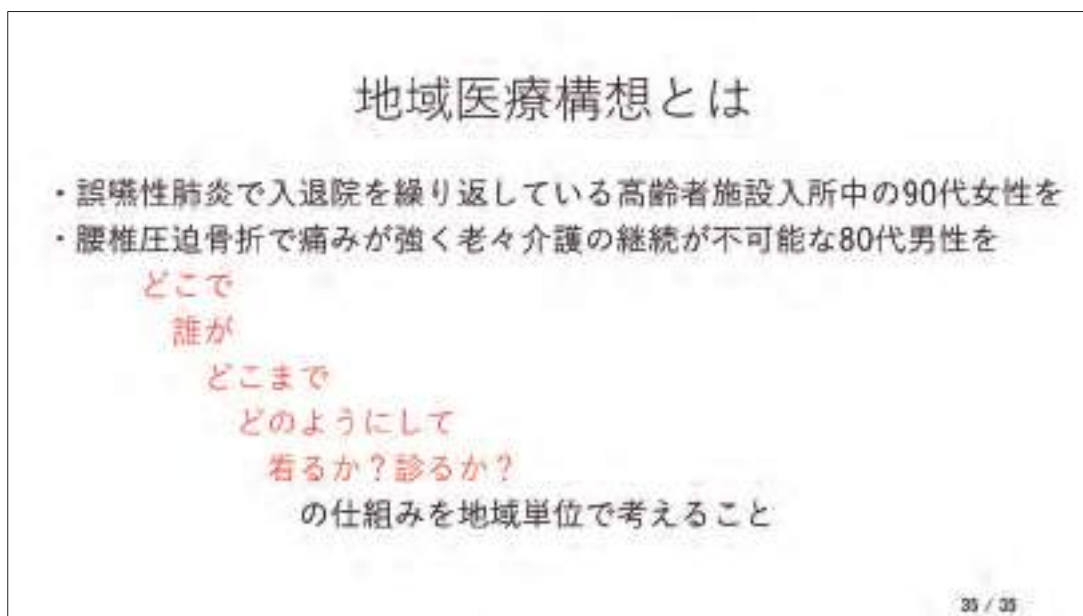 地域医療構想とは
・誤嚥性肺炎で入退院を繰り返している高齢者施設入所中の90代女性を
・腰椎圧迫骨折で痛みが強く老々介護の継続が不可能な80代男性を
どこで
誰が
どこまで
どのようにして
看るか？診るか？
の仕組みを地域単位で考えること
35 / 35